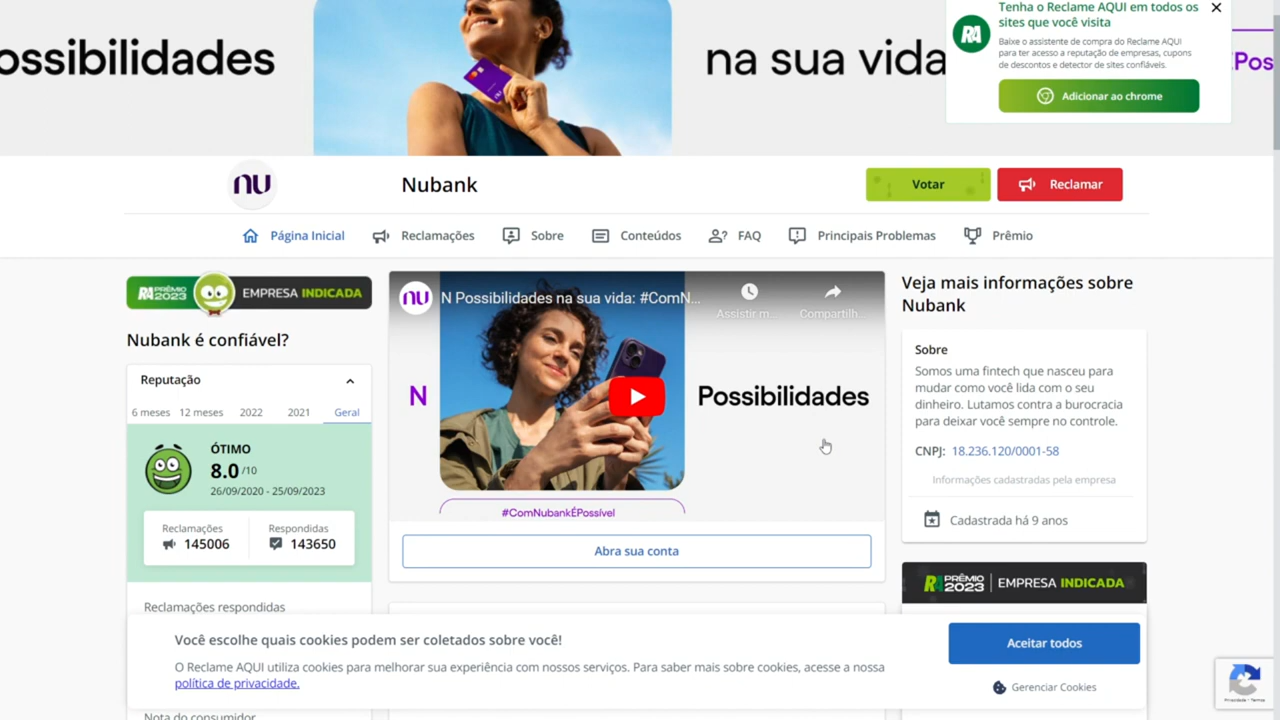 ossibilidades
na sua vida
ÉPos
Tenha o Reclame AQUI em todos os
sites que você visita
Baixe o assistente de compra do Reclame AQUI
para ter acesso a reputação de empresas, cupons
de descontos e detector de sites confiáveis.
RA
Adicionar ao chrome
nu
nu
Nubank
Votar
Reclamar
Página Inicial
Reclamações
Sobre
Conteúdos
FAQ
Principais Problemas
Prêmio
RA PRÊMIO 2023 EMPRESA INDICADA
Nubank é confiável?
Reputação
6 meses 12 meses 2022 2021 Geral
ÓTIMO
8.0 /10
26/09/2020 - 25/09/2023
Reclamações
145006
Respondidas
143650
Reclamações respondidas
nu
N Possibilidades na sua vida: #ComN...
Assistir m...
Compartilh...
N
Possibilidades
#ComNubankÉPossível
Abra sua conta
Veja mais informações sobre
Nubank
Sobre
Somos uma fintech que nasceu para
mudar como você lida com o seu
dinheiro. Lutamos contra a burocracia
para deixar você sempre no controle.
CNPJ: 18.236.120/0001-58
Informações cadastradas pela empresa
Cadastrada há 9 anos
RA PRÊMIO 2023 EMPRESA INDICADA
Você escolhe quais cookies podem ser coletados sobre você!
O Reclame AQUI utiliza cookies para melhorar sua experiência com nossos serviços. Para saber mais sobre cookies, acesse a nossa
política de privacidade.
Aceitar todos
Gerenciar Cookies
Privacidade - Termos
Nota do consumidor